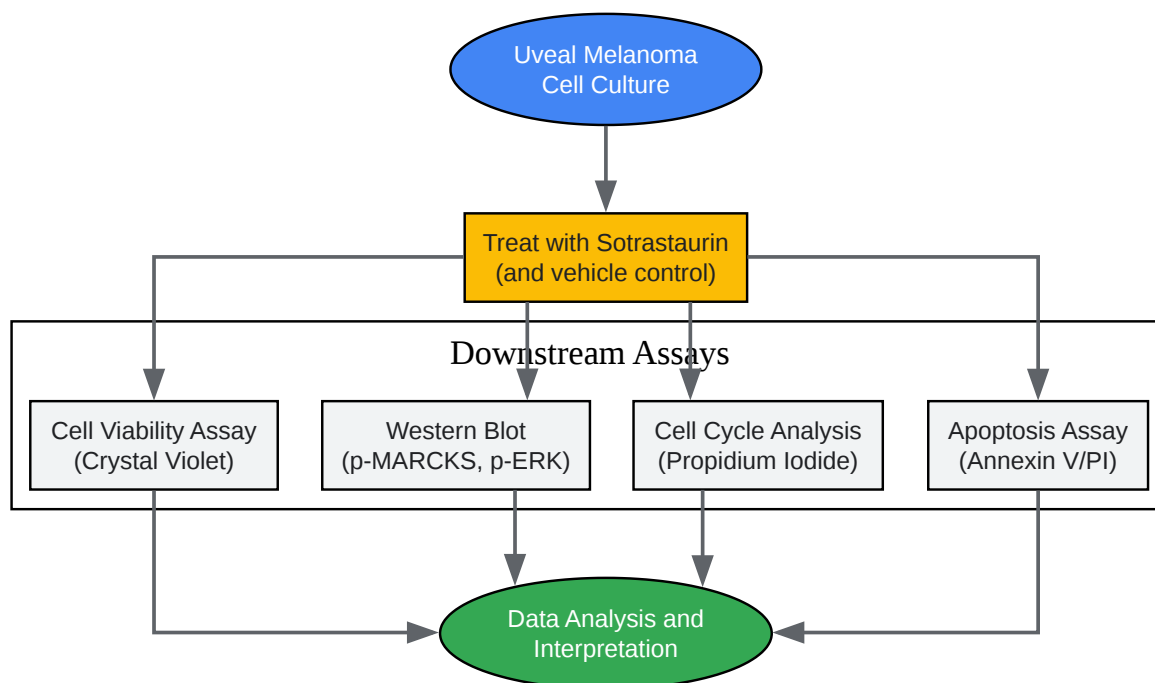 Uveal Melanoma
Cell Culture
Treat with Sotrastaurin
(and vehicle control)
Downstream Assays
Cell Viability Assay
(Crystal Violet)
Western Blot
(p-MARCKS, p-ERK)
Cell Cycle Analysis
(Propidium Iodide)
Apoptosis Assay
(Annexin V/PI)
Data Analysis and
Interpretation